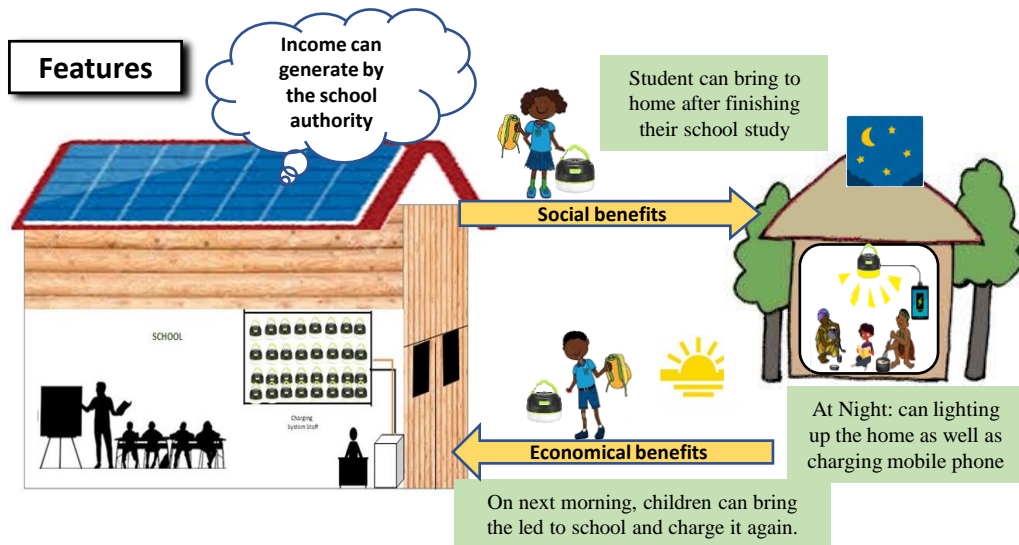 Features
Income can
generate by
the school
authority
Student can bring to
home after finishing
their school study
Social benefits
SCHOOL
Charging
System Staff
At Night: can lighting
up the home as well as
charging mobile phone
Economical benefits
On next morning, children can bring
the led to school and charge it again.